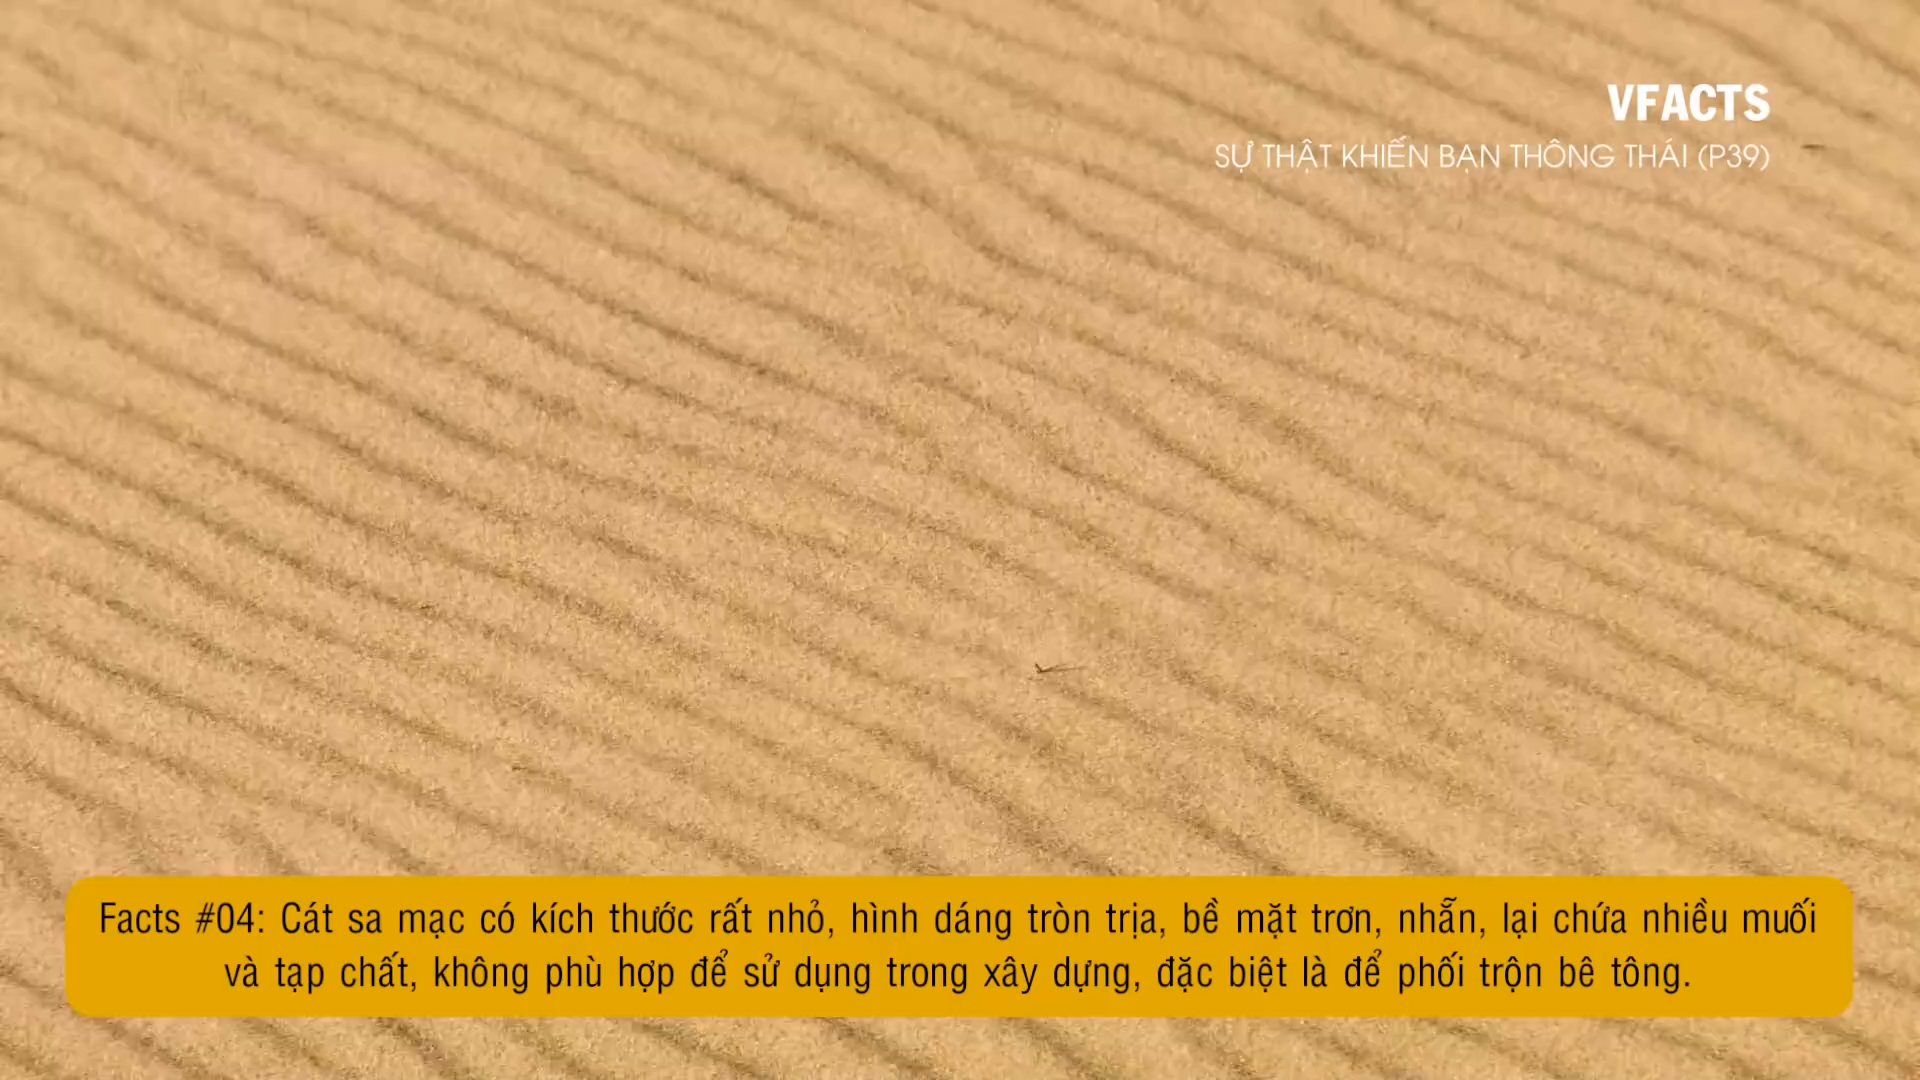 VFACTS
SỰ THẬT KHIẾN BẠN THÔNG THÁI (P39)
Facts #04: Cát sa mạc có kích thước rất nhỏ, hình dáng tròn trịa, bề mặt trơn, nhẵn, lại chứa nhiều muối
và tạp chất, không phù hợp để sử dụng trong xây dựng, đặc biệt là để phối trộn bê tông.